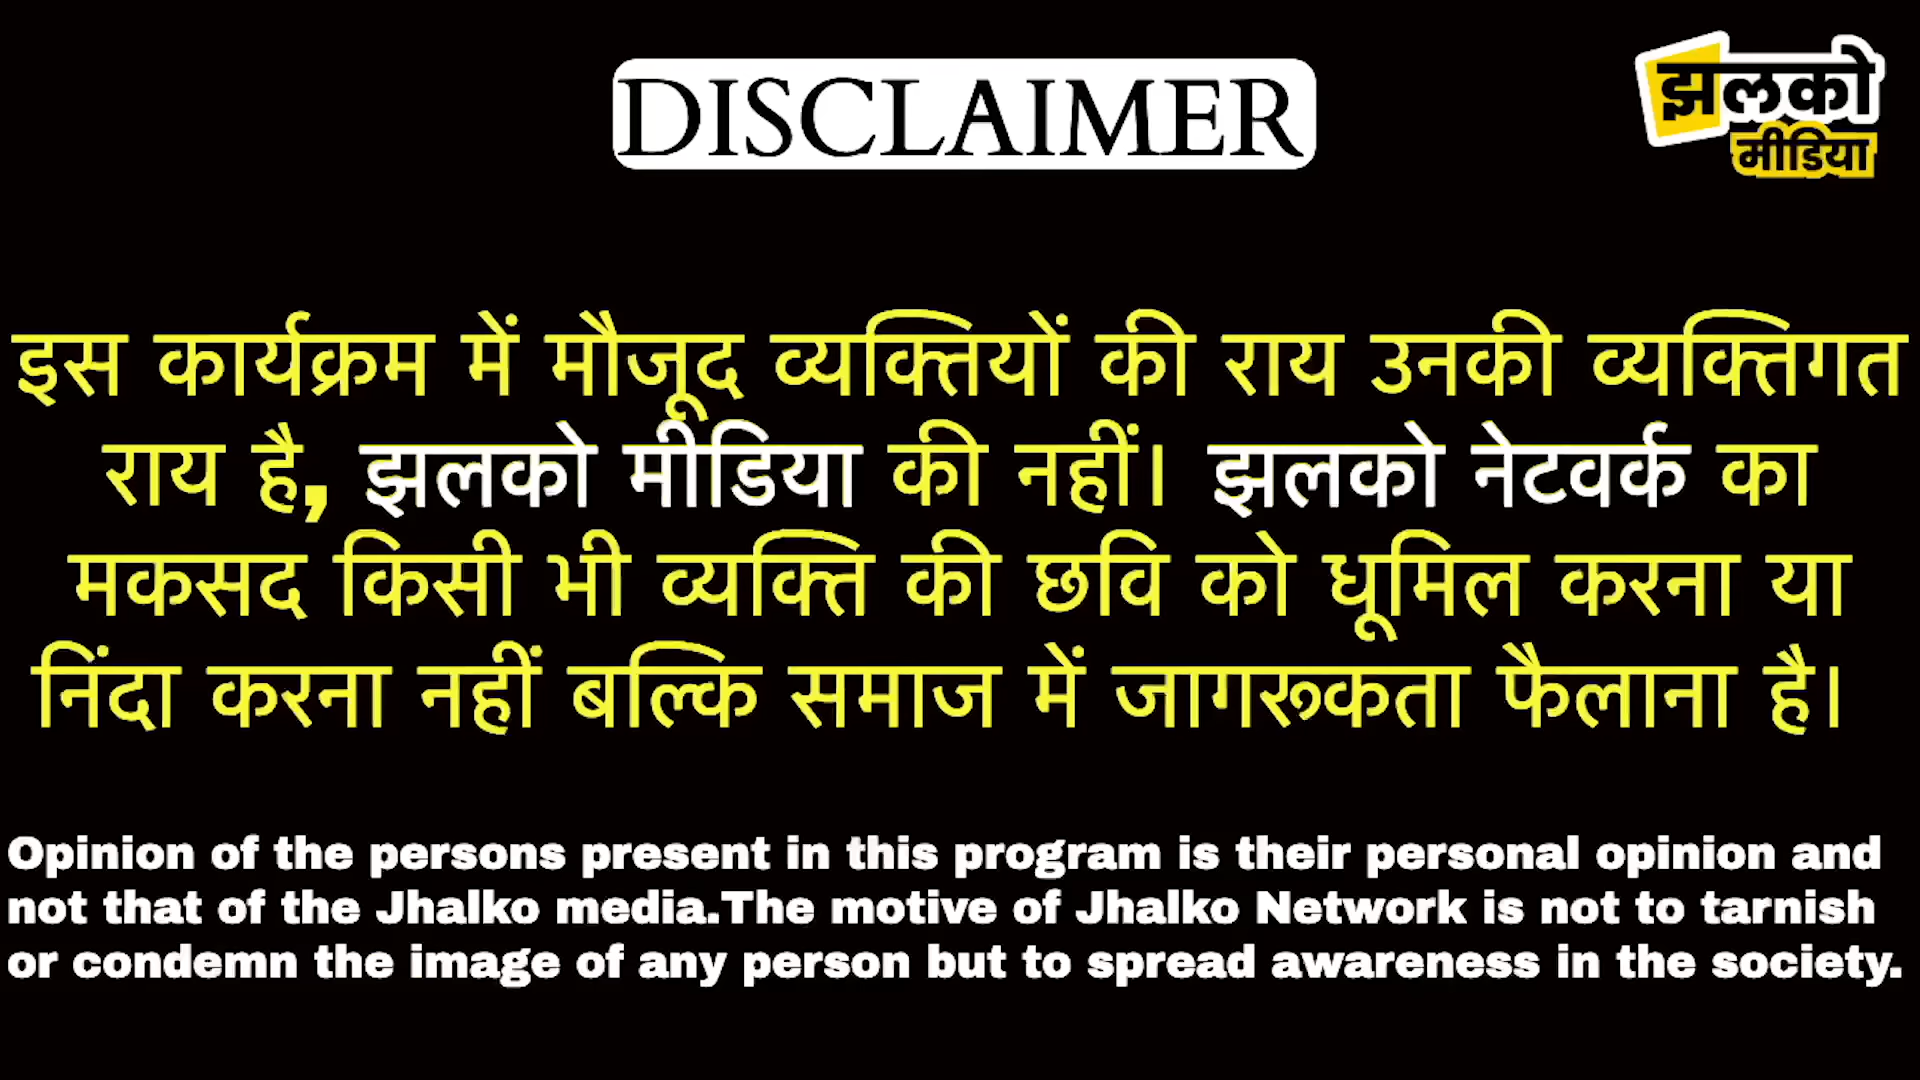 DISCLAIMER
झलको
मीडिया
इस कार्यक्रम में मौजूद व्यक्तियों की राय उनकी व्यक्तिगत
राय है, झलको मीडिया की नहीं। झलको नेटवर्क का
मकसद किसी भी व्यक्ति की छवि को धूमिल करना या
निंदा करना नहीं बल्कि समाज में जागरूकता फैलाना है।
Opinion of the persons present in this program is their personal opinion and
not that of the Jhalko media.The motive of Jhalko Network is not to tarnish
or condemn the image of any person but to spread awareness in the society.